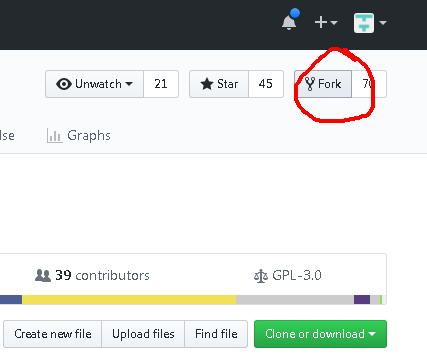 Unwatch 21 Star 45 Fork 70
lse Graphs
39 contributors GPL-3.0
Create new file Upload files Find file Clone or download